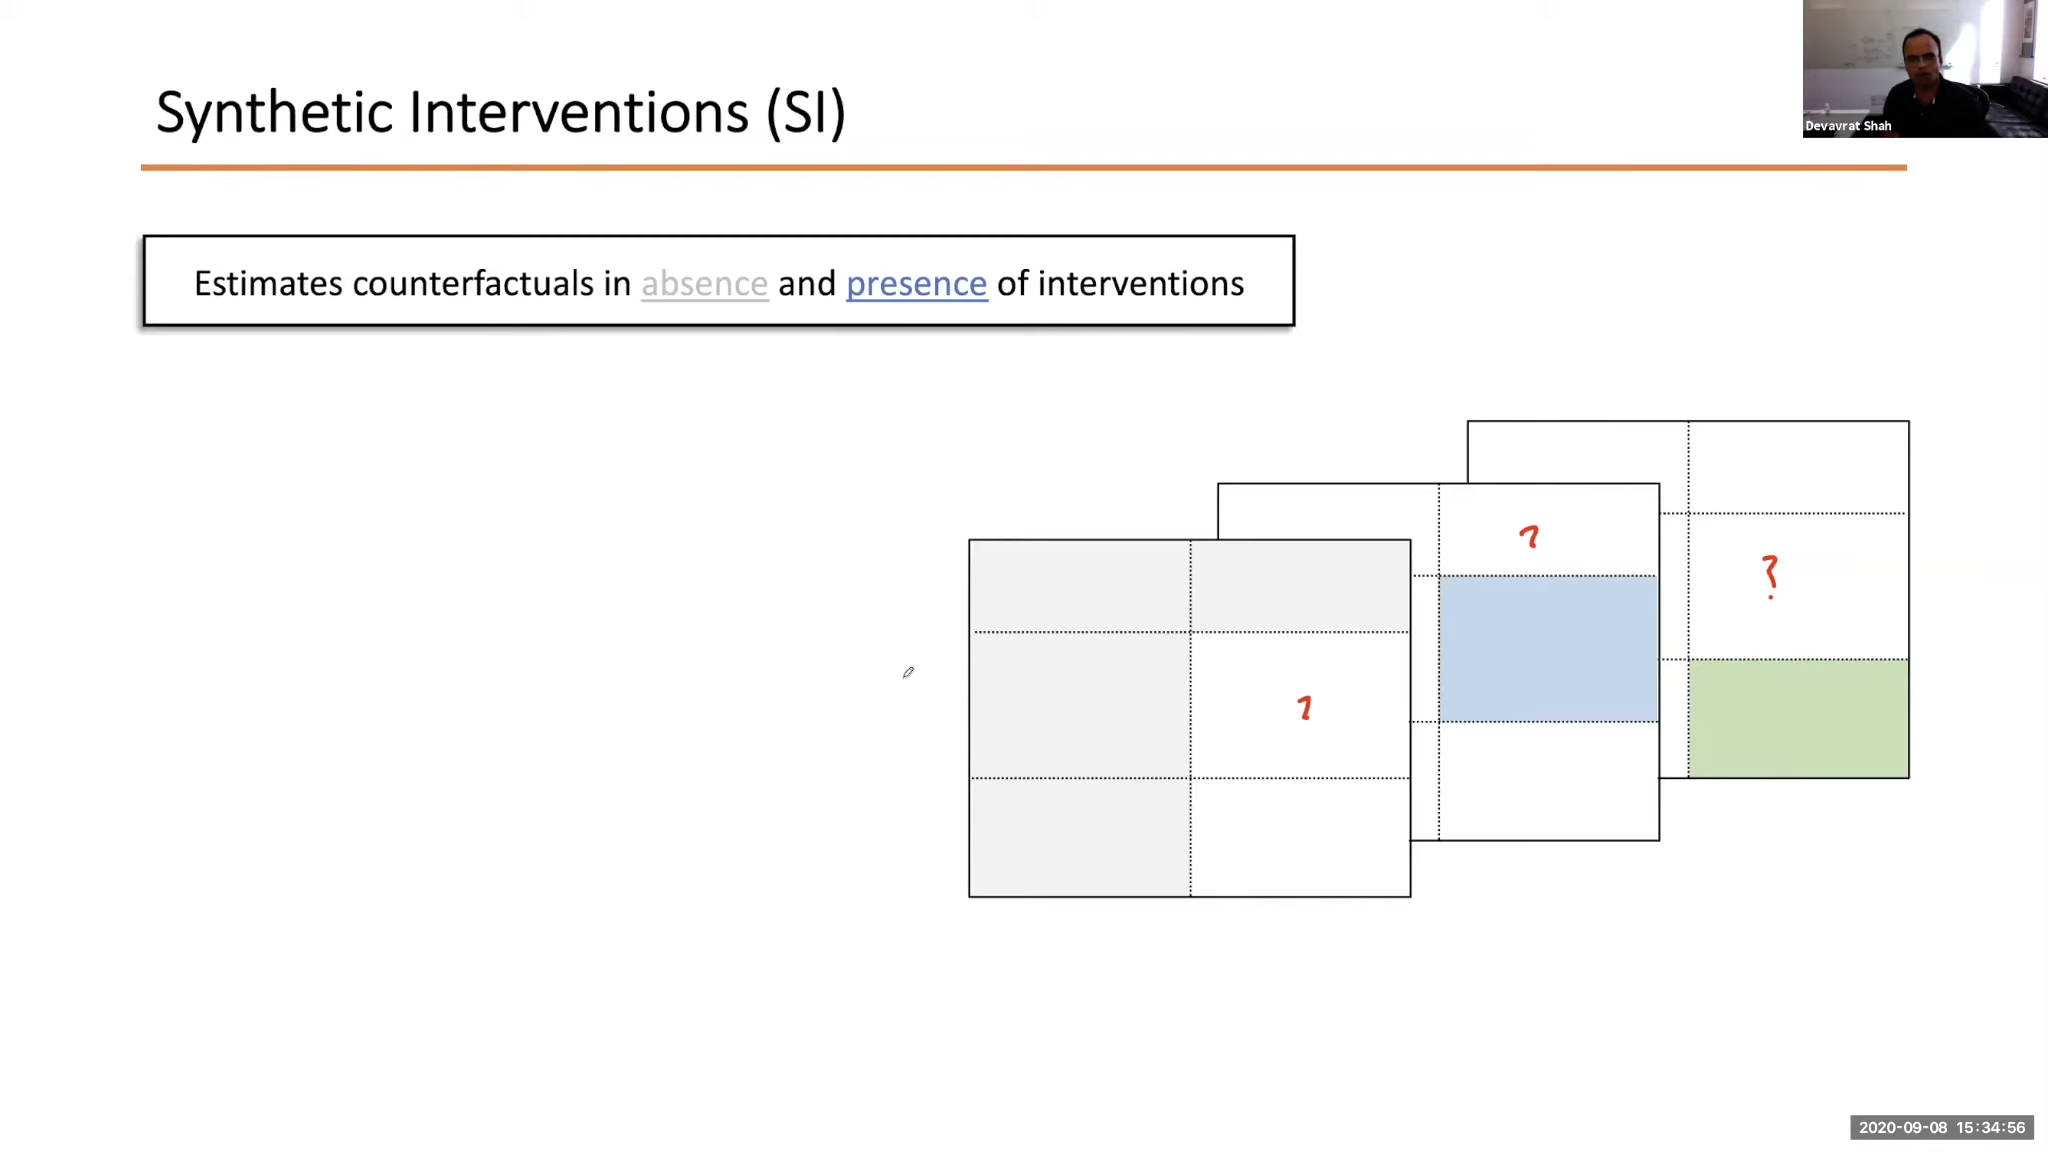 Synthetic Interventions (SI)
Devavrat Shah
Estimates counterfactuals in absence and presence of interventions
?
?
?
2020-09-08 15:34:56